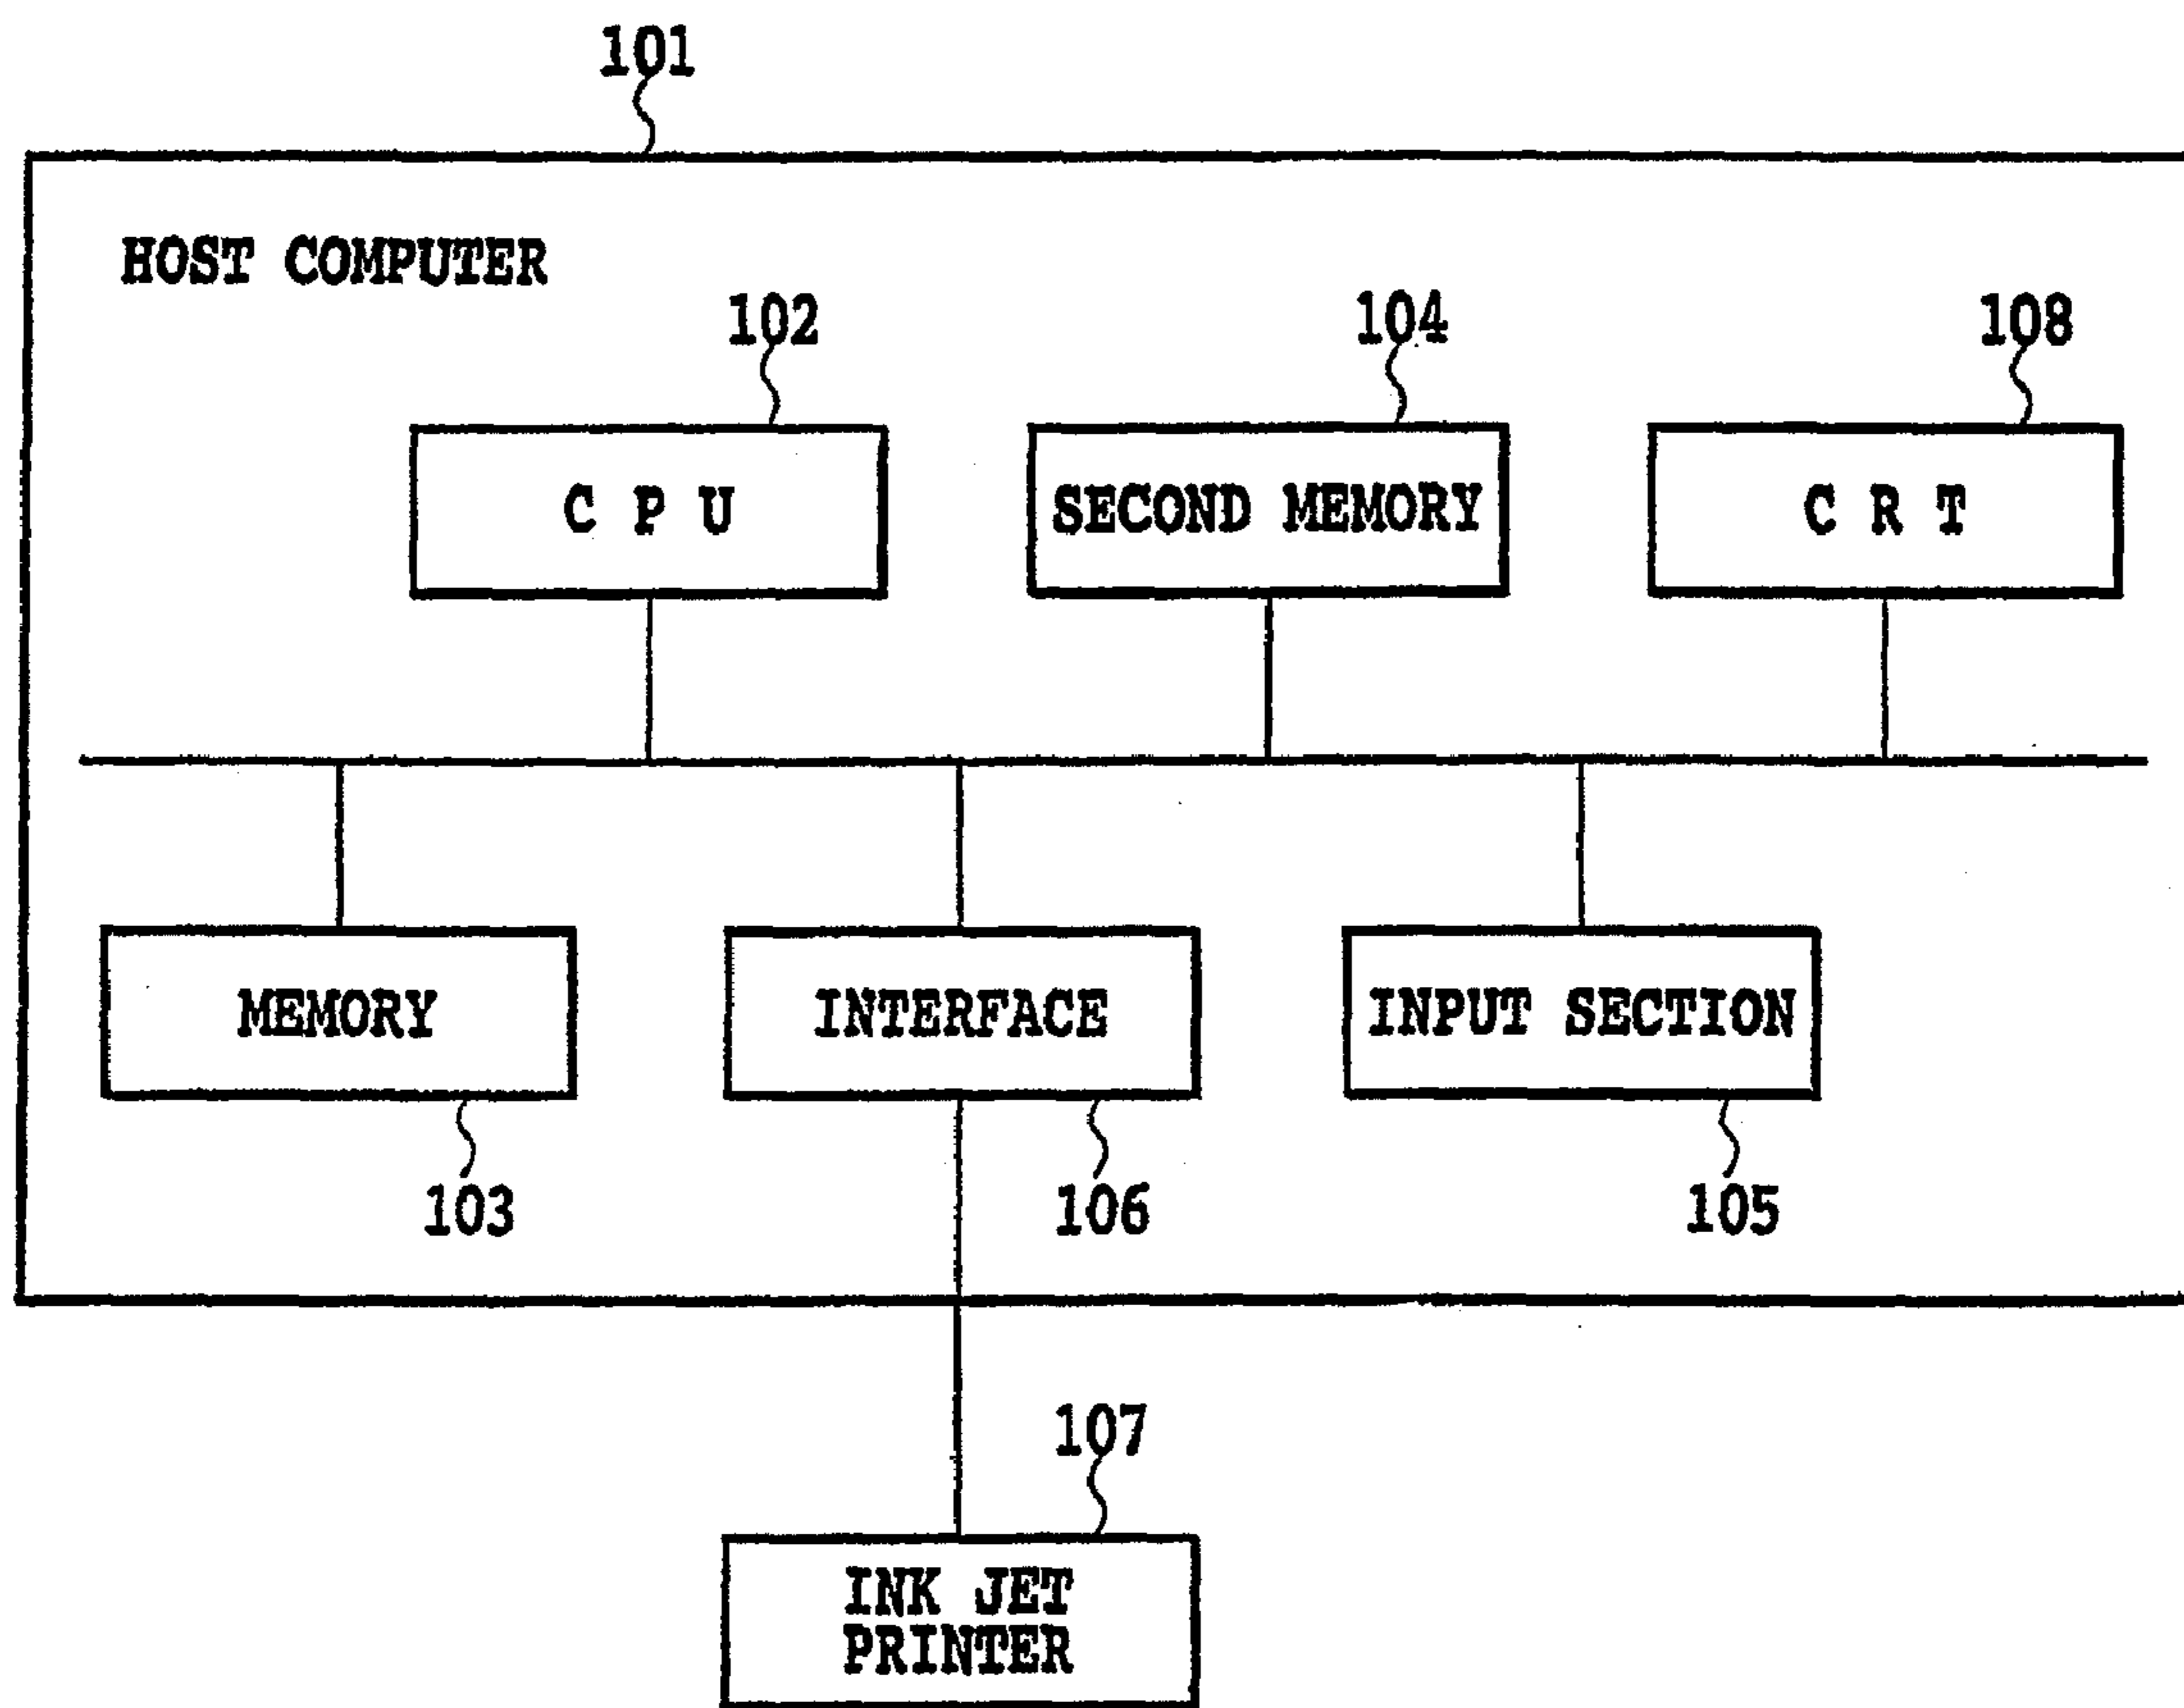 101
HOST COMPUTER
102
104
108
C P U
SECOND MEMORY
C R T
MEMORY
INTERFACE
INPUT SECTION
103
106
105
107
INK JET
PRINTER